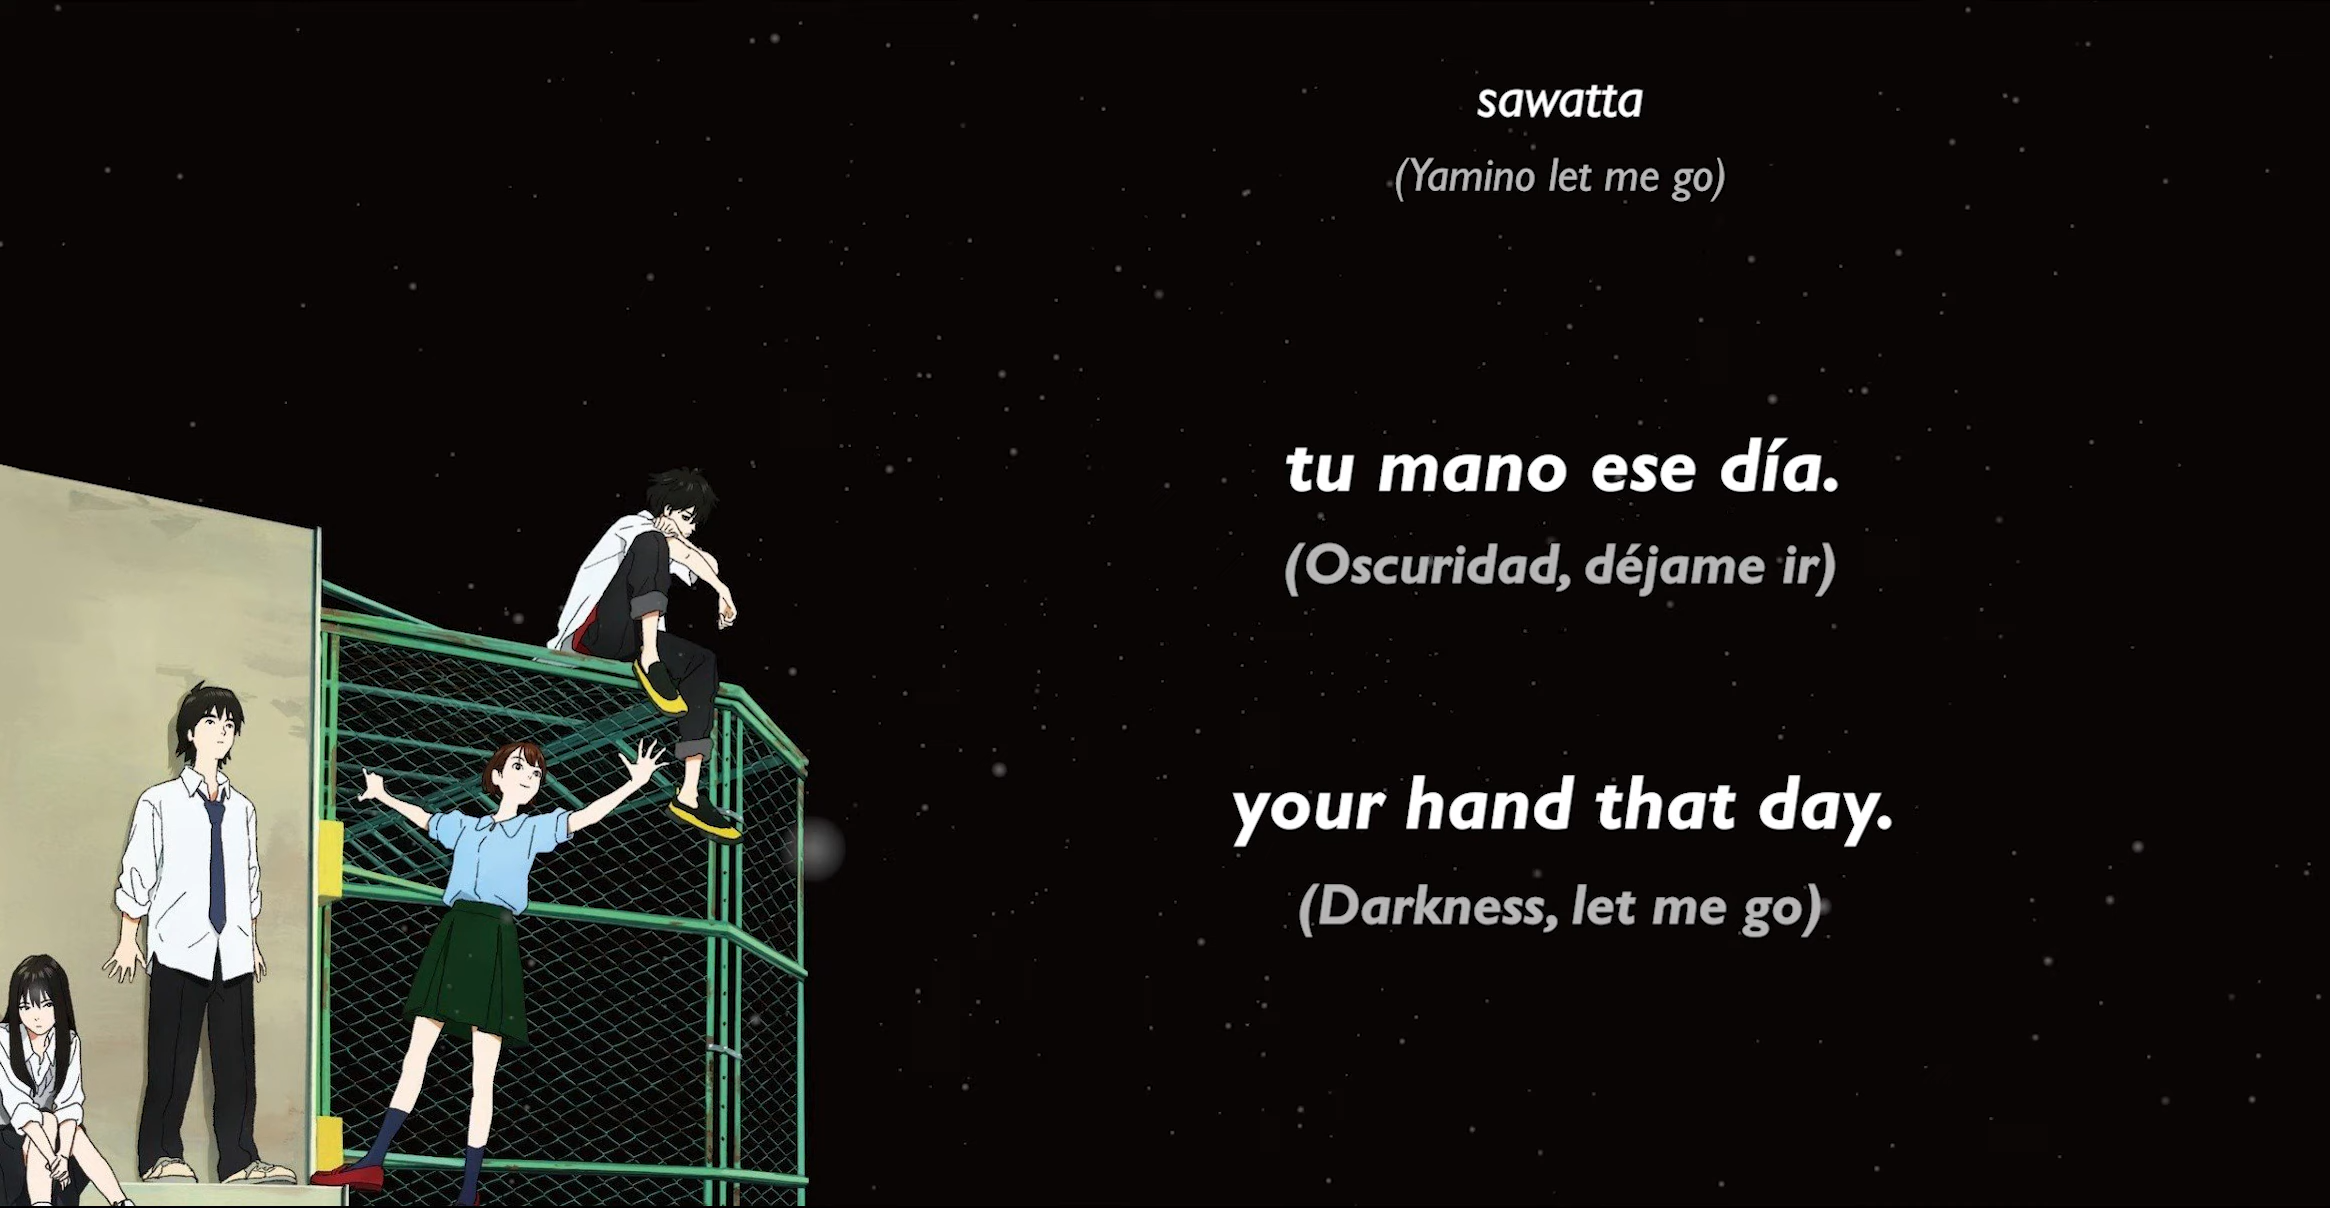 sawatta
(Yamino let me go)
tu mano ese día.
(Oscuridad, déjame ir)
your hand that day.
(Darkness, let me go)